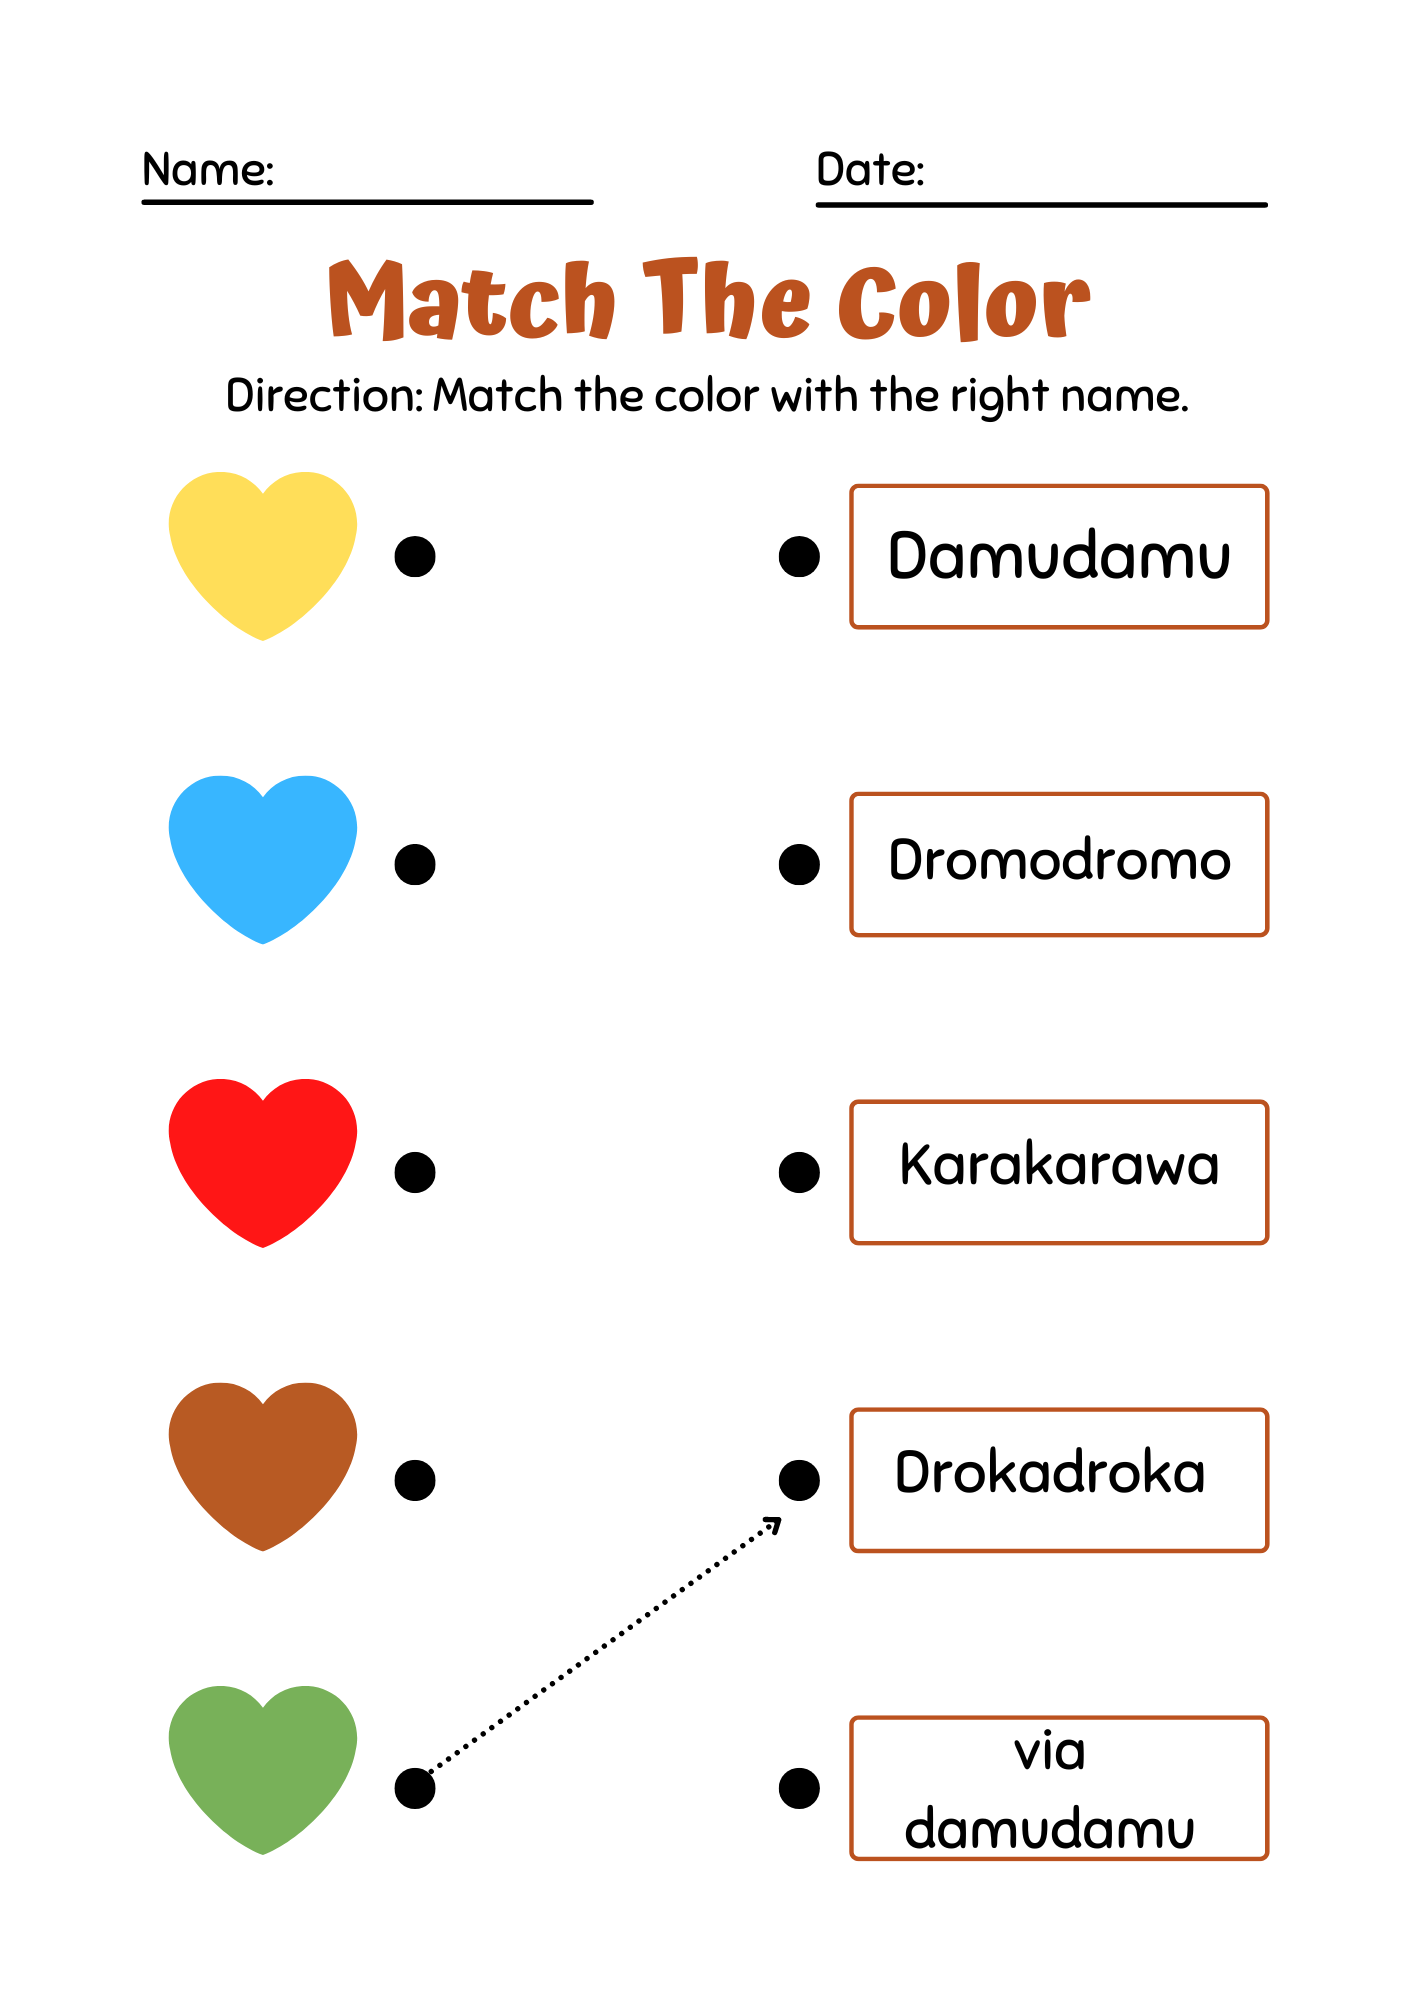 Name:
Date:
Match The Color
Direction: Match the color with the right name.
Damudamu
Dromodromo
Karakarawa
Drokadroka
via
damudamu